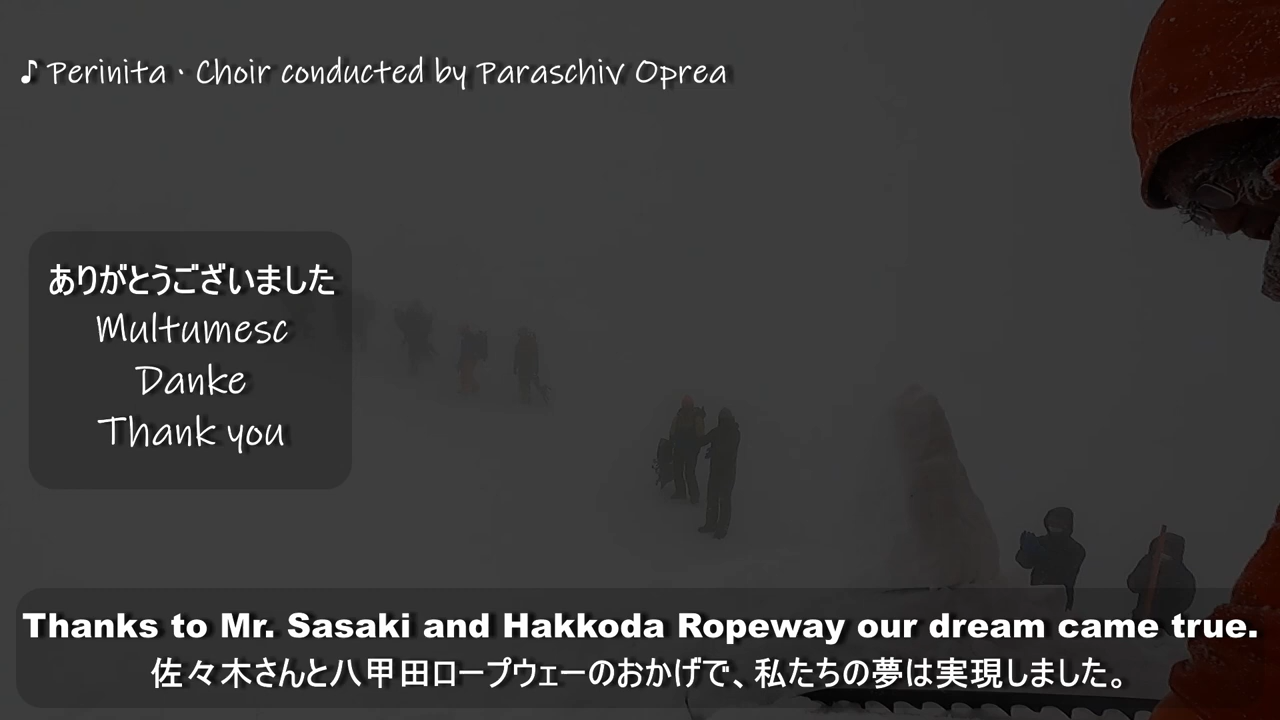 ♪ Perinita · Choir conducted by Paraschiv Oprea
ありがとうございました
Multumesc
Danke
Thank you
Thanks to Mr. Sasaki and Hakkoda Ropeway our dream came true.
佐々木さんと八甲田ロープウェーのおかげで、私たちの夢は実現しました。